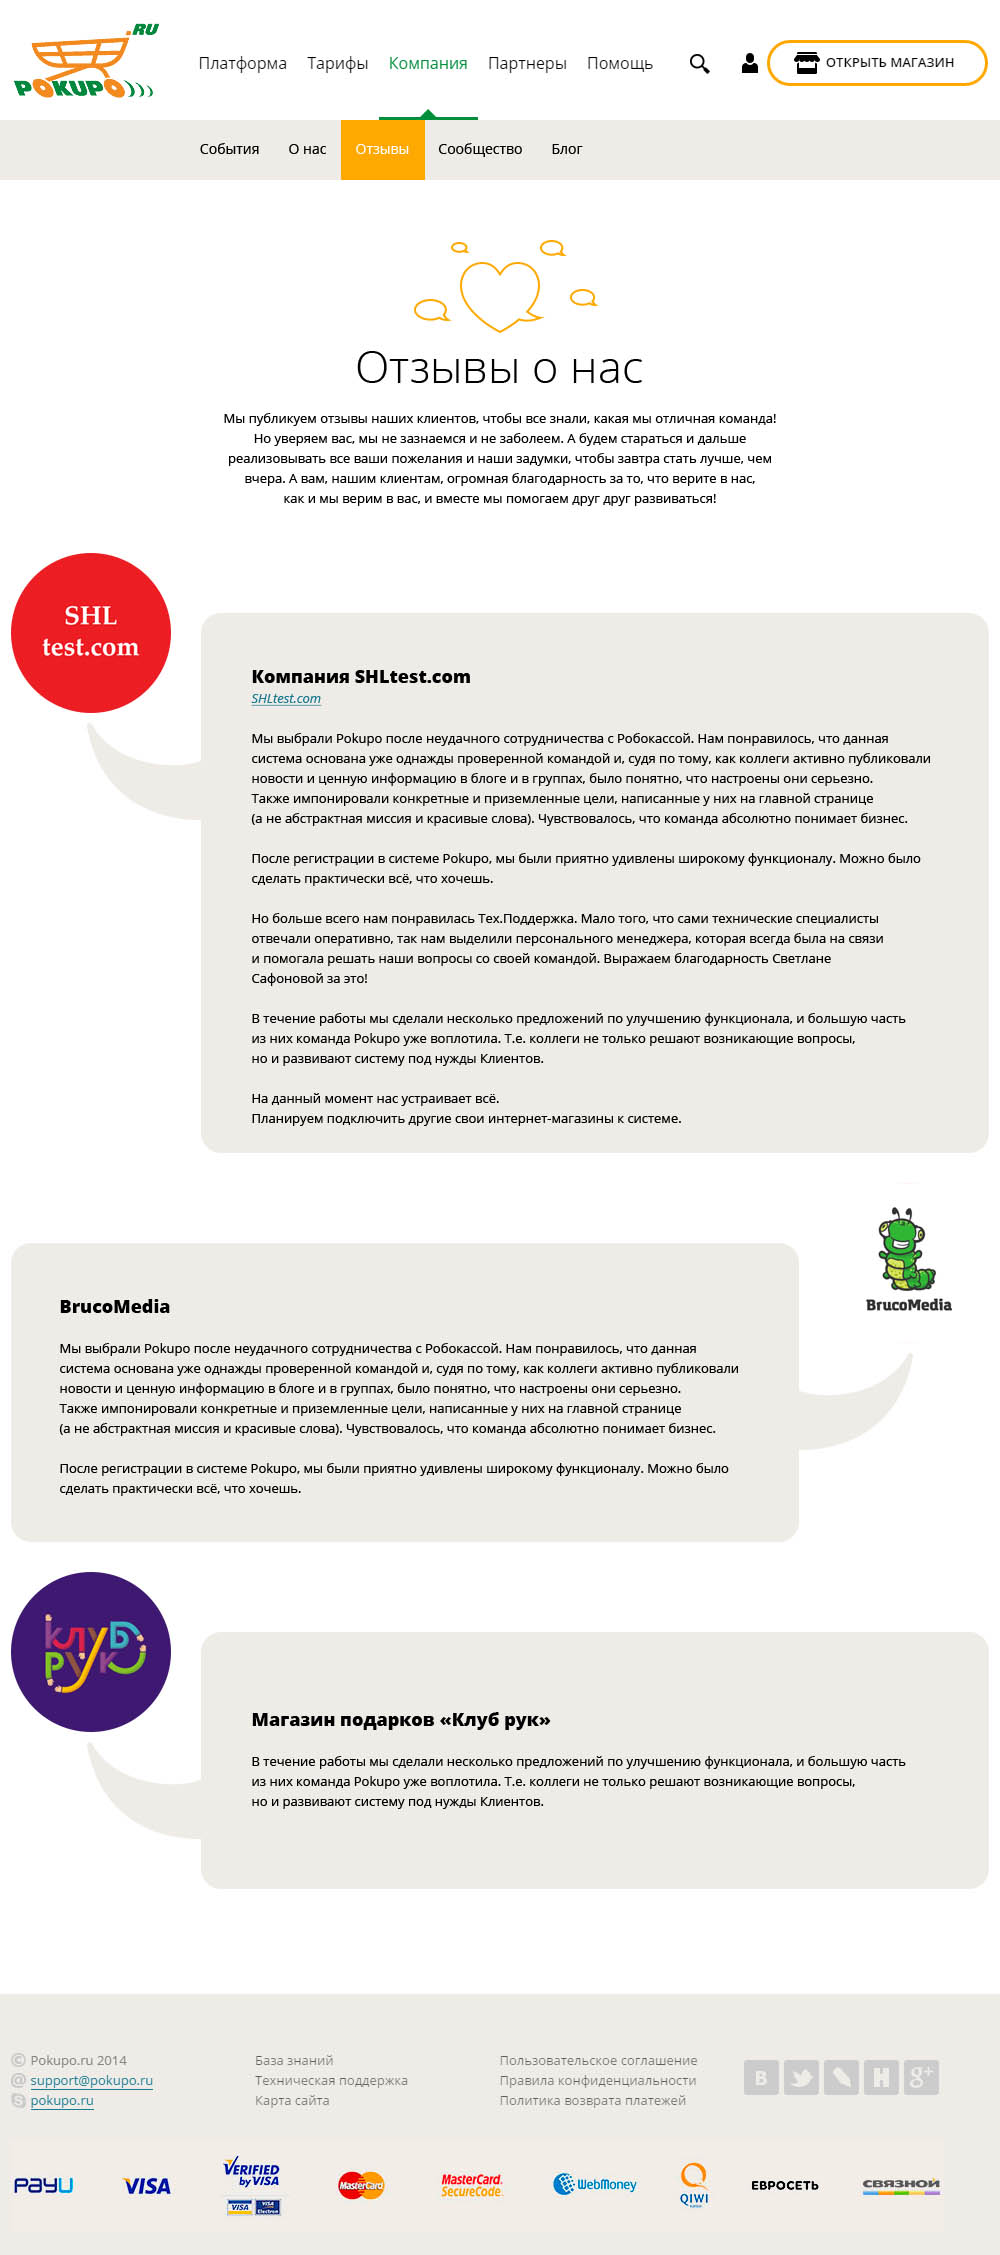 POKUPO.RU
Платформа Тарифы Компания Партнеры Помощь ОТКРЫТЬ МАГАЗИН
События О нас Отзывы Сообщество Блог
Отзывы о нас
Мы публикуем отзывы наших клиентов, чтобы все знали, какая мы отличная команда!
Но уверяем вас, мы не зазнаемся и не заболеем. А будем стараться и дальше
реализовывать все ваши пожелания и наши задумки, чтобы завтра стать лучше, чем
вчера. А вам, нашим клиентам, огромная благодарность за то, что верите в нас,
как и мы верим в вас, и вместе мы помогаем друг друг развиваться!
SHL
test.com
Компания SHLtest.com
SHLtest.com
Мы выбрали Pokupo после неудачного сотрудничества с Робокассой. Нам понравилось, что данная
система основана уже однажды проверенной командой и, судя по тому, как коллеги активно публиковали
новости и ценную информацию в блоге и в группах, было понятно, что настроены они серьезно.
Также импонировали конкретные и приземленные цели, написанные у них на главной странице
(а не абстрактная миссия и красивые слова). Чувствовалось, что команда абсолютно понимает бизнес.
После регистрации в системе Pokupo, мы были приятно удивлены широкому функционалу. Можно было
сделать практически всё, что хочешь.
Но больше всего нам понравилась Тех.Поддержка. Мало того, что сами технические специалисты
отвечали оперативно, так нам выделили персонального менеджера, которая всегда была на связи
и помогала решать наши вопросы со своей командой. Выражаем благодарность Светлане
Сафоновой за это!
В течение работы мы сделали несколько предложений по улучшению функционала, и большую часть
из них команда Pokupo уже воплотила. Т.е. коллеги не только решают возникающие вопросы,
но и развивают систему под нужды Клиентов.
На данный момент нас устраивает всё.
Планируем подключить другие свои интернет-магазины к системе.
BrucoMedia
BrucoMedia
Мы выбрали Pokupo после неудачного сотрудничества с Робокассой. Нам понравилось, что данная
система основана уже однажды проверенной командой и, судя по тому, как коллеги активно публиковали
новости и ценную информацию в блоге и в группах, было понятно, что настроены они серьезно.
Также импонировали конкретные и приземленные цели, написанные у них на главной странице
(а не абстрактная миссия и красивые слова). Чувствовалось, что команда абсолютно понимает бизнес.
После регистрации в системе Pokupo, мы были приятно удивлены широкому функционалу. Можно было
сделать практически всё, что хочешь.
клуб
рук
Магазин подарков «Клуб рук»
В течение работы мы сделали несколько предложений по улучшению функционала, и большую часть
из них команда Pokupo уже воплотила. Т.е. коллеги не только решают возникающие вопросы,
но и развивают систему под нужды Клиентов.
© Pokupo.ru 2014
@ support@pokupo.ru
pokupo.ru
База знаний
Техническая поддержка
Карта сайта
Пользовательское соглашение
Правила конфиденциальности
Политика возврата платежей
B H g+
PayU VISA VERIFIED by VISA VISA VISA Electron MasterCard MasterCard. SecureCode. WebMoney QIWI ЕВРОСЕТЬ СВЯЗНОЙ